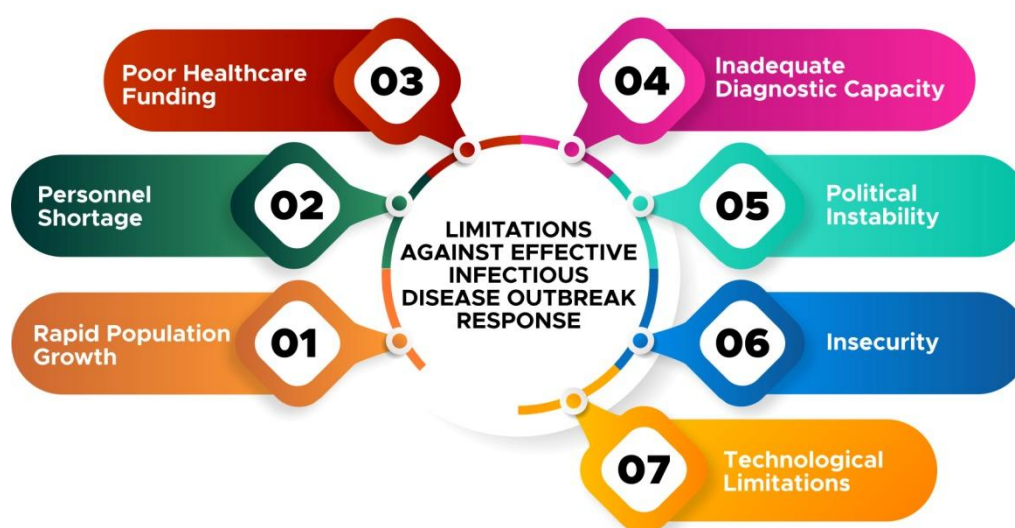 03
Poor Healthcare
Funding
04
Inadequate
Diagnostic Capacity
02
Personnel
Shortage
05
Political
Instability
LIMITATIONS
AGAINST EFFECTIVE
INFECTIOUS
DISEASE OUTBREAK
RESPONSE
01
Rapid Population
Growth
06
Insecurity
07
Technological
Limitations